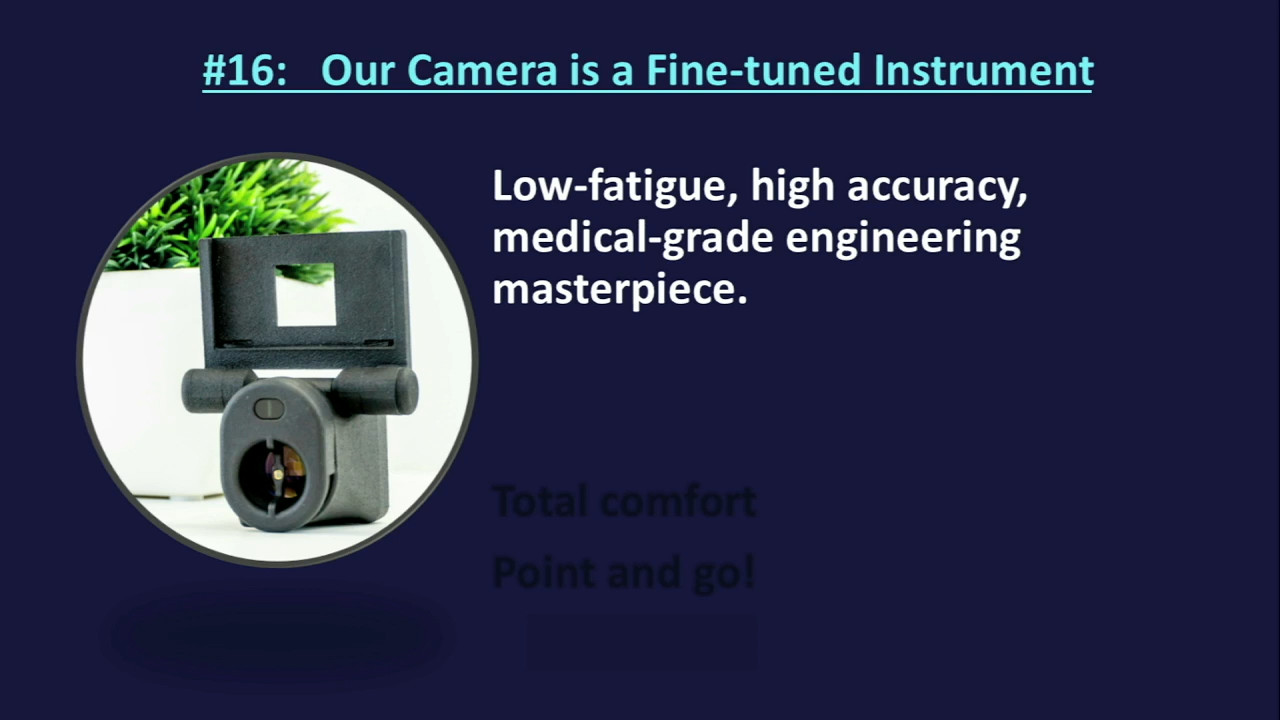 #16: Our Camera is a Fine-tuned Instrument
Low-fatigue, high accuracy,
medical-grade engineering
masterpiece.
Total comfort
Point and go!